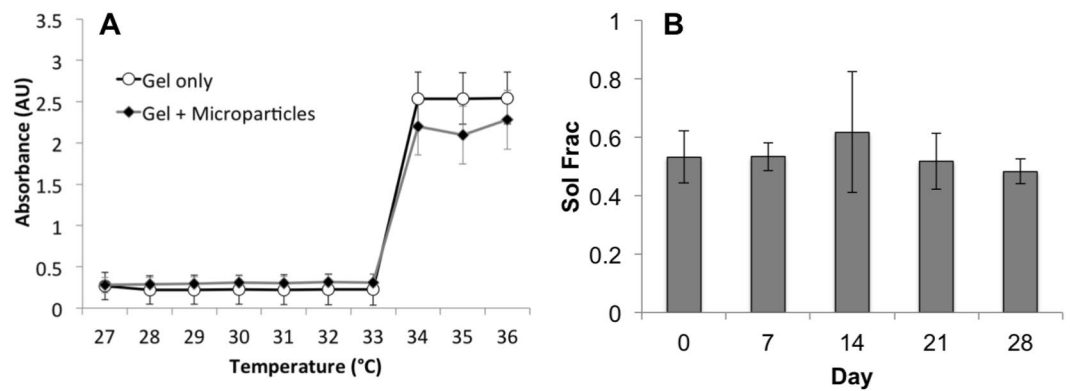 A
3.5
3
2.5
2
1.5
1
0.5
0
Absorbance (AU)
Gel only
Gel + Microparticles
27 28 29 30 31 32 33 34 35 36
Temperature (°C)
B
1
0.8
0.6
0.4
0.2
0
Sol Frac
0 7 14 21 28
Day